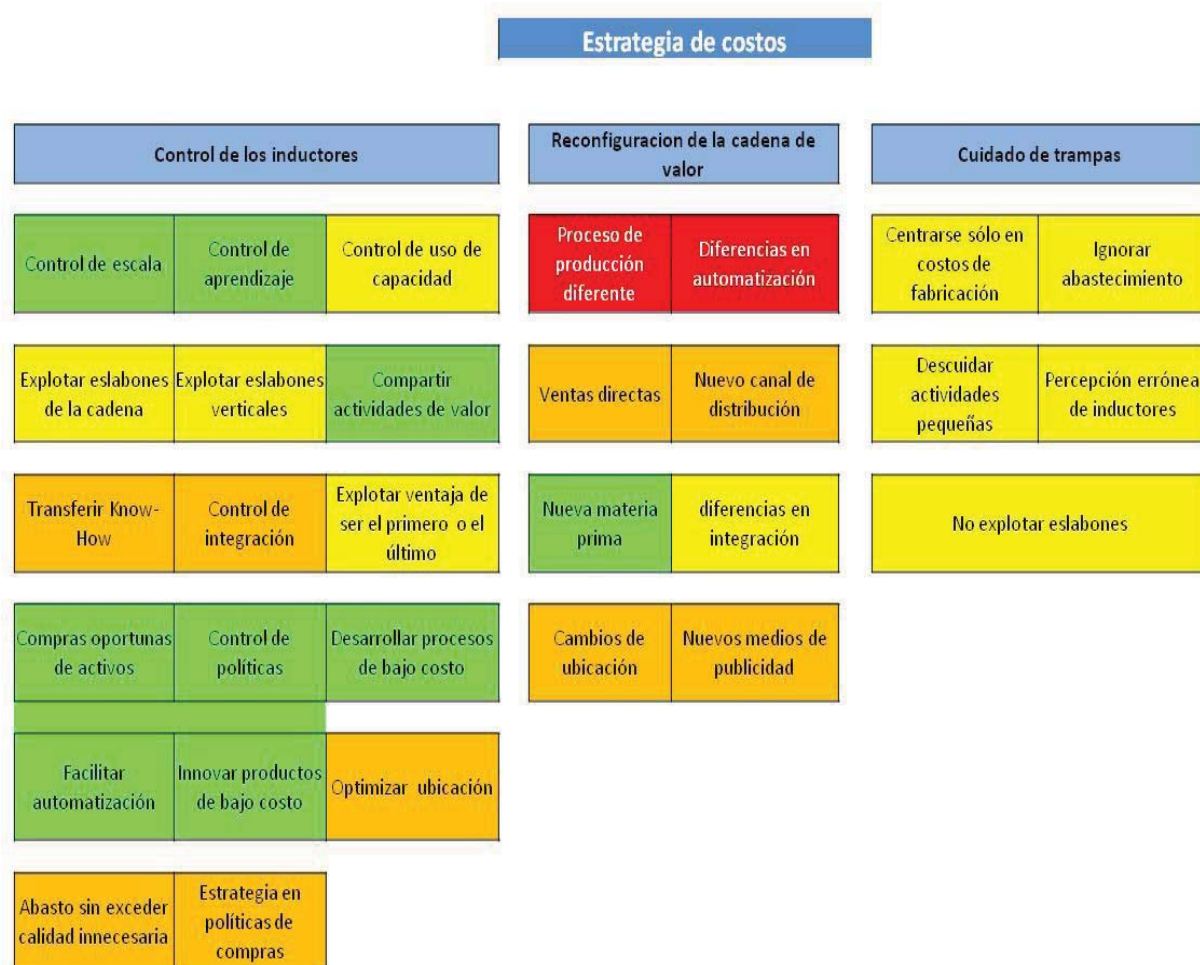 Estrategia de costos
Control de los inductores
Reconfiguracion de la cadena de
valor
Cuidado de trampas
Control de escala
Control de
aprendizaje
Control de uso de
capacidad
Proceso de
producción
diferente
Diferencias en
automatización
Centrarse sólo en
costos de
fabricación
Ignorar
abastecimiento
Explotar eslabones
de la cadena
Explotar eslabones
verticales
Compartir
actividades de valor
Ventas directas
Nuevo canal de
distribución
Descuidar
actividades
pequeñas
Percepción errónea
de inductores
Transferir Know-
How
Control de
integración
Explotar ventaja de
ser el primero o el
último
Nueva materia
prima
diferencias en
integración
No explotar eslabones
Compras oportunas
de activos
Control de
políticas
Desarrollar procesos
de bajo costo
Cambios de
ubicación
Nuevos medios de
publicidad
Facilitar
automatización
Innovar productos
de bajo costo
Optimizar ubicación
Abasto sin exceder
calidad innecesaria
Estrategia en
políticas de
compras